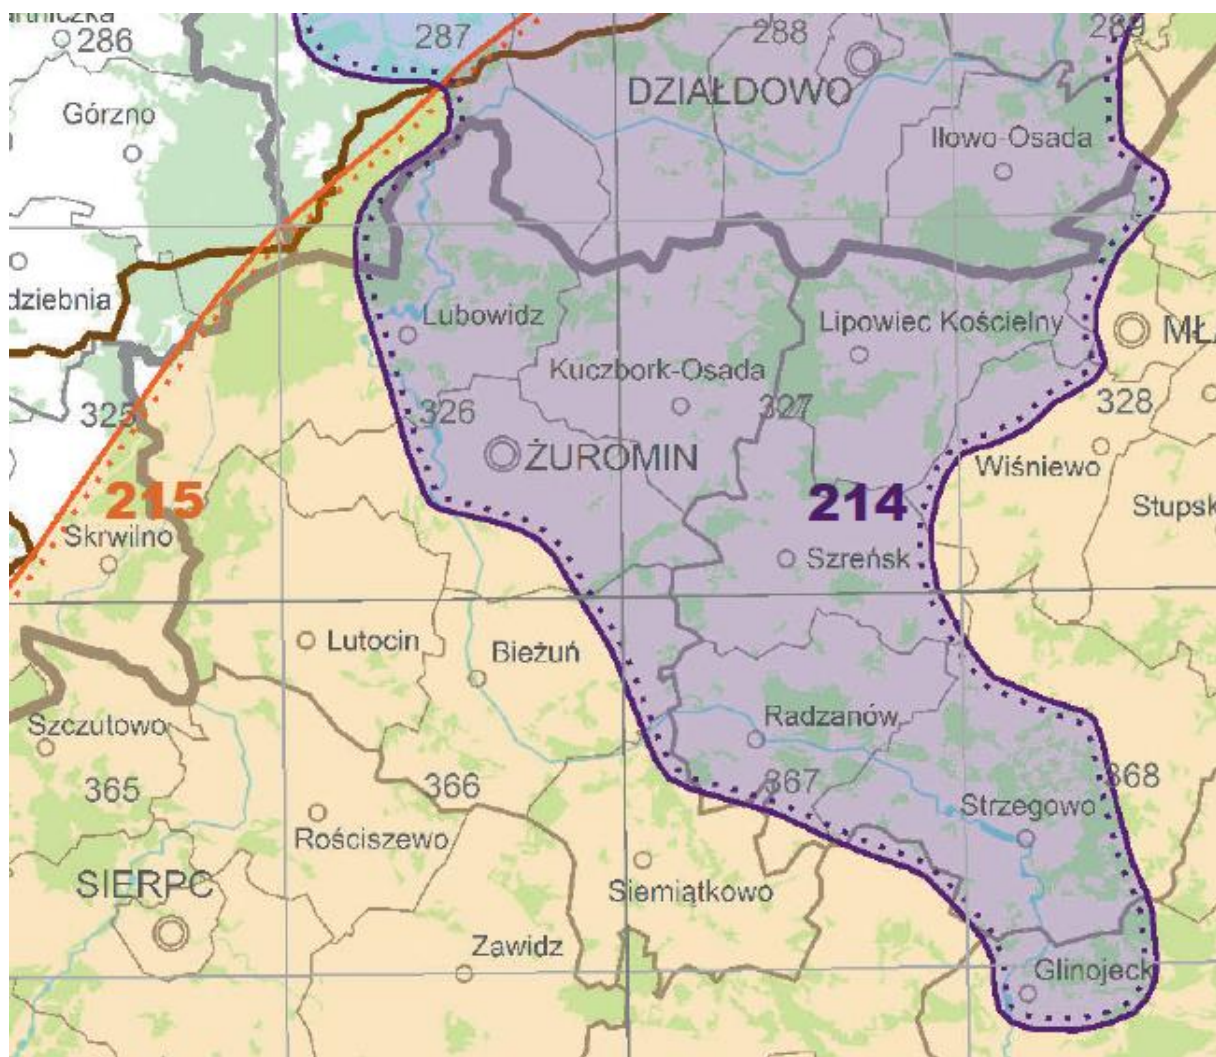 286
287
288
289
DZIAŁDOWO
Górzno
Iłowo-Osada
dziebnia
Lubowidz
Lipowiec Kościelny
MŁA
Kuczbork-Osada
325
326
327
328
ŻUROMIN
Wiśniewo
215
214
Stupsk
Skrwilno
Szreńsk
Lutocin
Bieżuń
Szczutowo
Radzanów
365
366
367
368
Strzegowo
Rościszewo
SIERPC
Siemiątkowo
Zawidz
Glinojeck